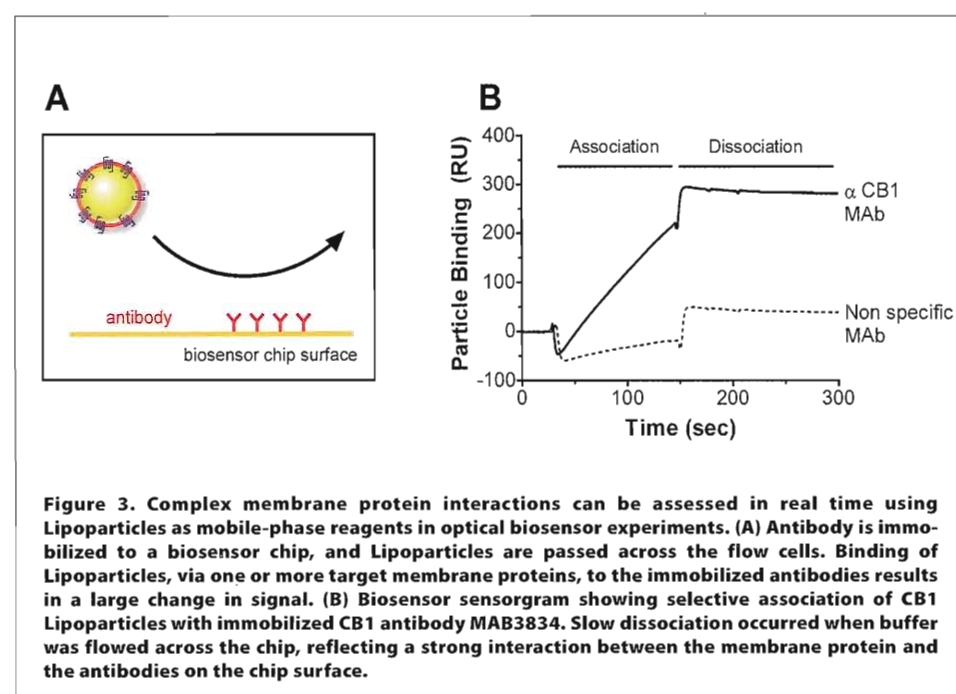 A
antibody
biosensor chip surface
B
400
300
200
100
0
-100
Particle Binding (RU)
Association
Dissociation
α CB1
MAb
Non specific
MAb
0
100
200
300
Time (sec)
Figure 3. Complex membrane protein interactions can be assessed in real time using
Lipoparticles as mobile-phase reagents in optical biosensor experiments. (A) Antibody is immo-
bilized to a biosensor chip, and Lipoparticles are passed across the flow cells. Binding of
Lipoparticles, via one or more target membrane proteins, to the immobilized antibodies results
in a large change in signal. (B) Biosensor sensorgram showing selective association of CB1
Lipoparticles with immobilized CB1 antibody MAB3834. Slow dissociation occurred when buffer
was flowed across the chip, reflecting a strong interaction between the membrane protein and
the antibodies on the chip surface.